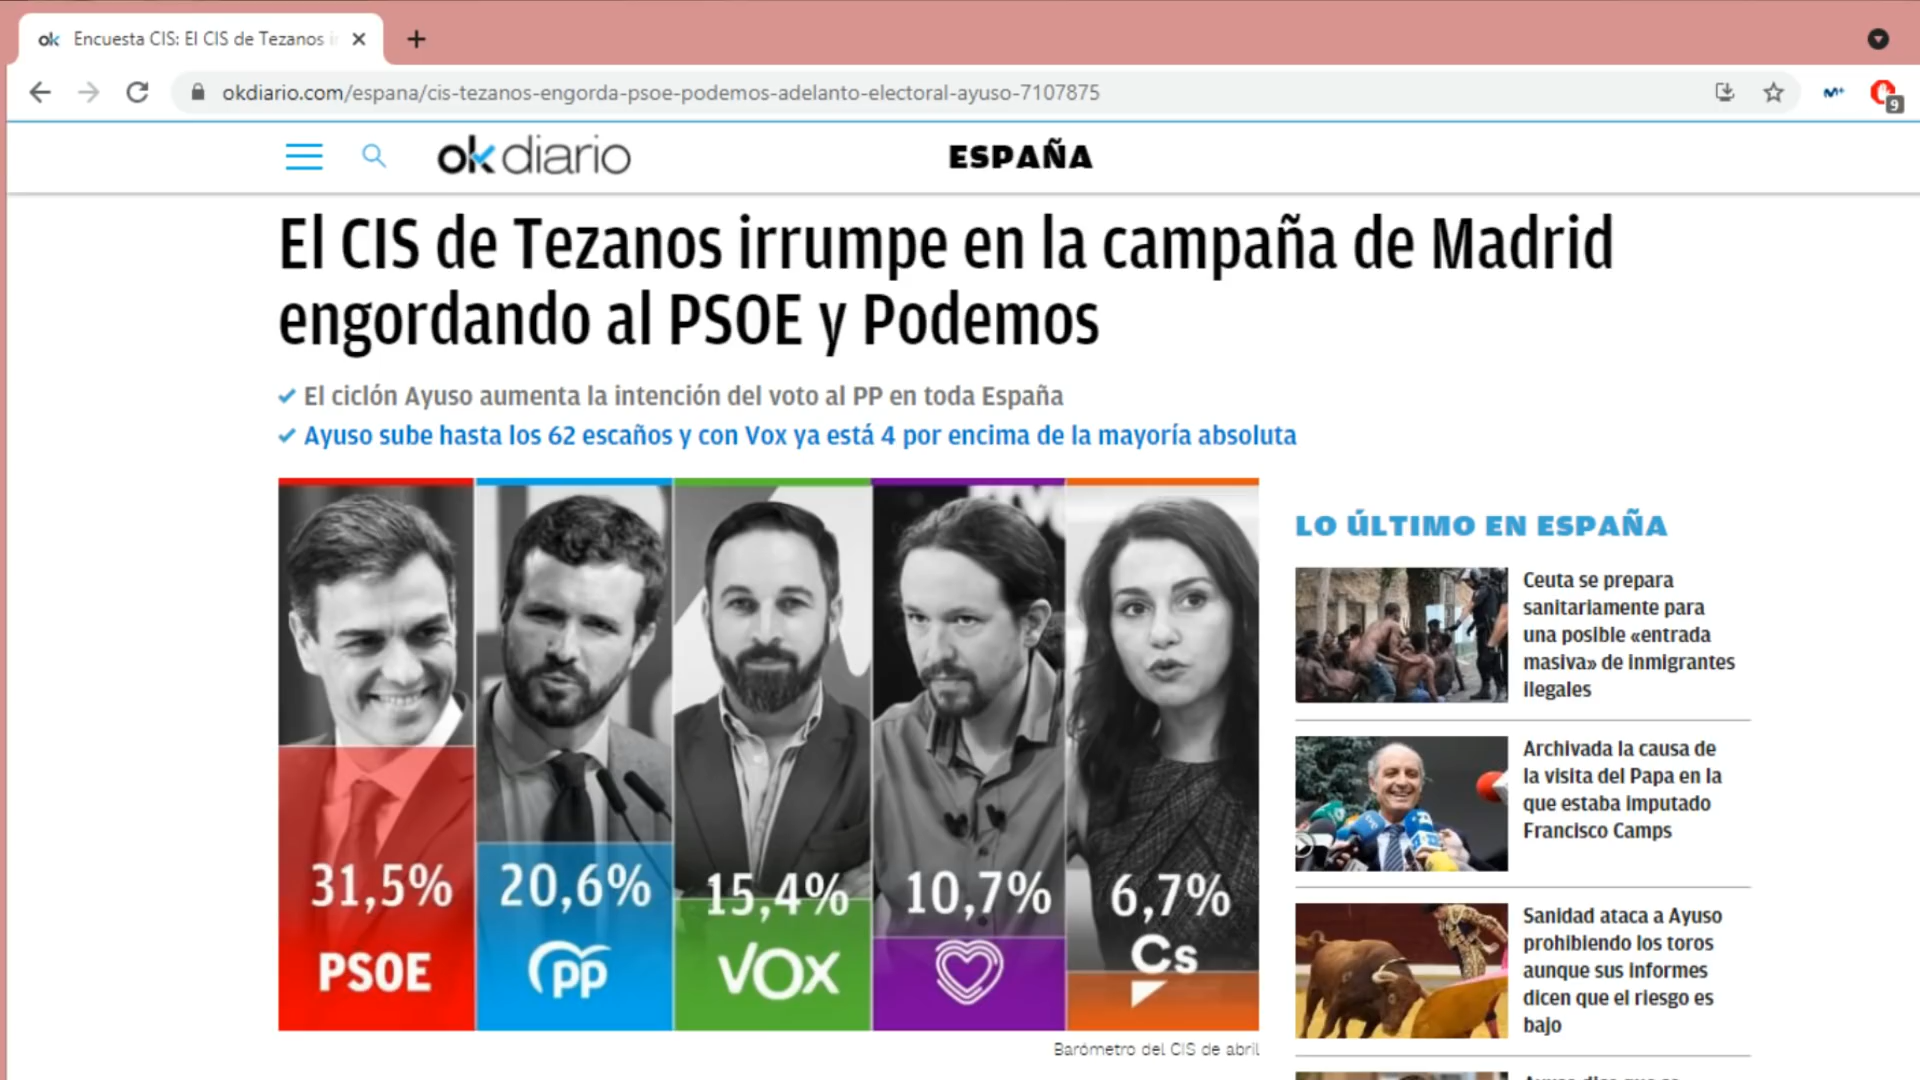 ok Encuesta CIS: El CIS de Tezanos
okdiario.com/espana/cis-tezanos-engorda-psoe-podemos-adelanto-electoral-ayuso-7107875
9
okdiario
ESPAÑA
El CIS de Tezanos irrumpe en la campaña de Madrid
engordando al PSOE y Podemos
El ciclón Ayuso aumenta la intención del voto al PP en toda España
Ayuso sube hasta los 62 escaños y con Vox ya está 4 por encima de la mayoría absoluta
31,5%
PSOE
20,6%
pp
15,4%
VOX
10,7%
6,7%
Cs
Barómetro del CIS de abril
LO ÚLTIMO EN ESPAÑA
Ceuta se prepara
sanitariamente para
una posible «entrada
masiva» de inmigrantes
ilegales
Archivada la causa de
la visita del Papa en la
que estaba imputado
Francisco Camps
Sanidad ataca a Ayuso
prohibiendo los toros
aunque sus informes
dicen que el riesgo es
bajo